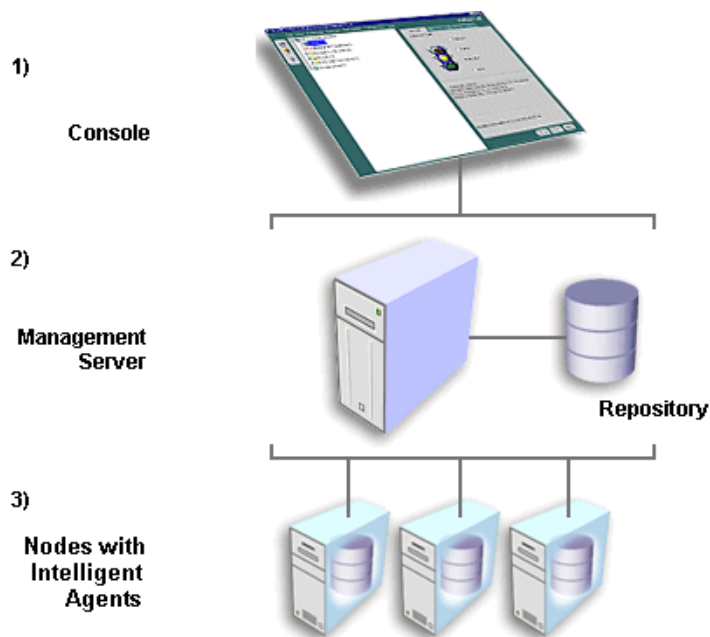 1)
Console
2)
Management
Server
Repository
3)
Nodes with
Intelligent
Agents